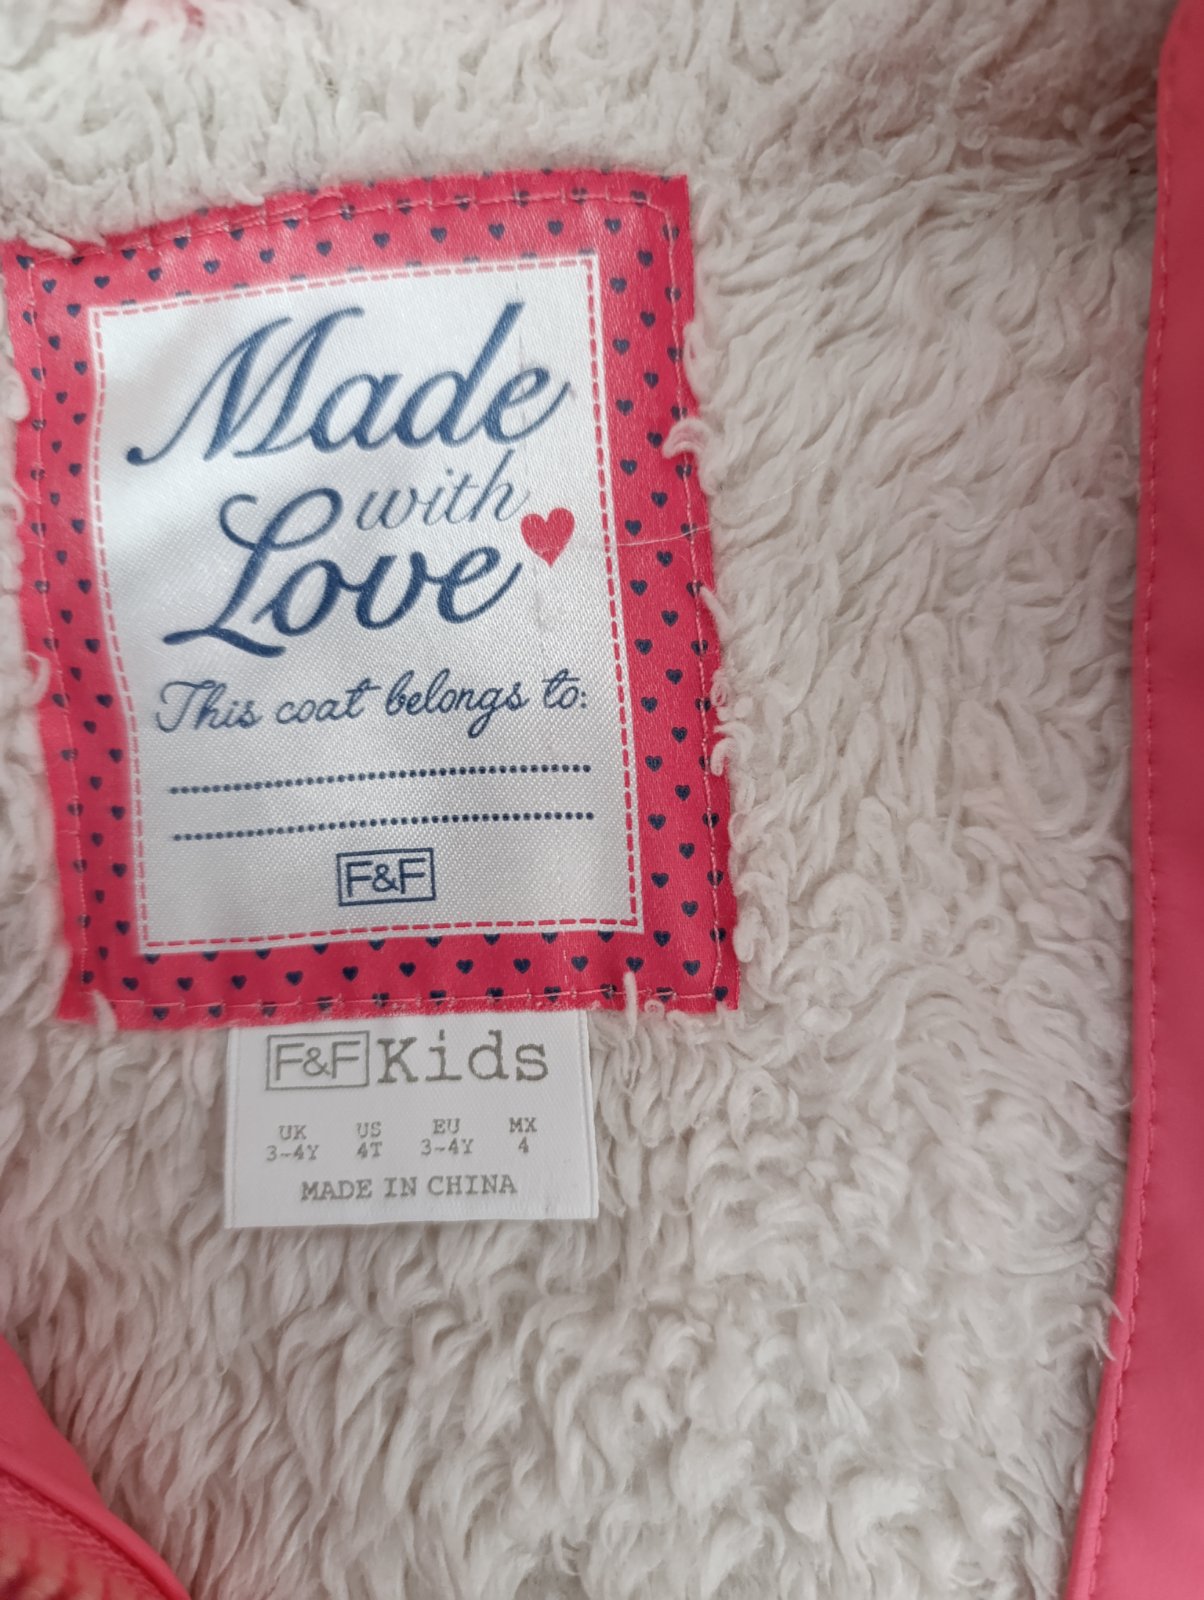 Made
with
Love
This coat belongs to:
F&F
F&F Kids
UK US EU MX
3-4Y 4T 3-4Y 4
MADE IN CHINA